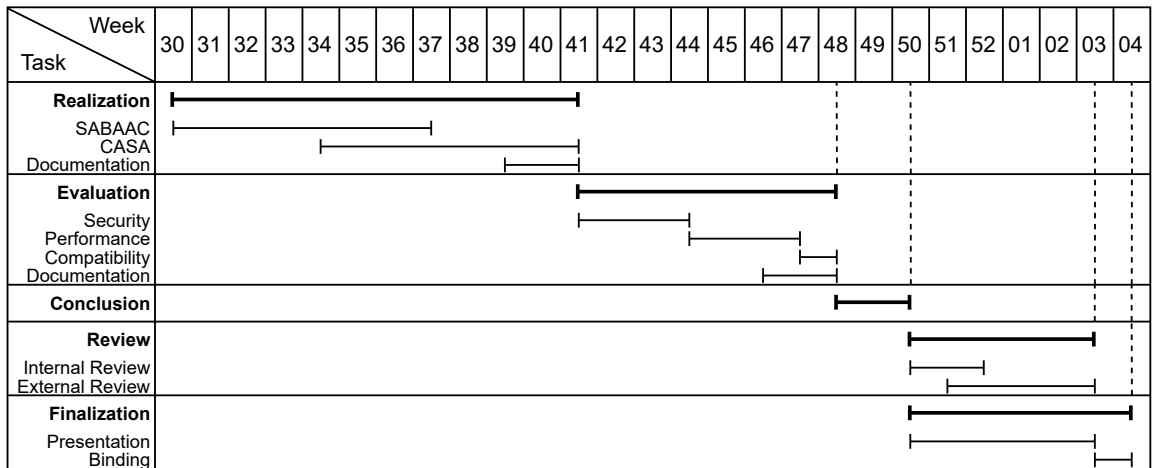 Week
Task
30 31 32 33 34 35 36 37 38 39 40 41 42 43 44 45 46 47 48 49 50 51 52 01 02 03 04
Realization
SABAAC
CASA
Documentation
Evaluation
Security
Performance
Compatibility
Documentation
Conclusion
Review
Internal Review
External Review
Finalization
Presentation
Binding